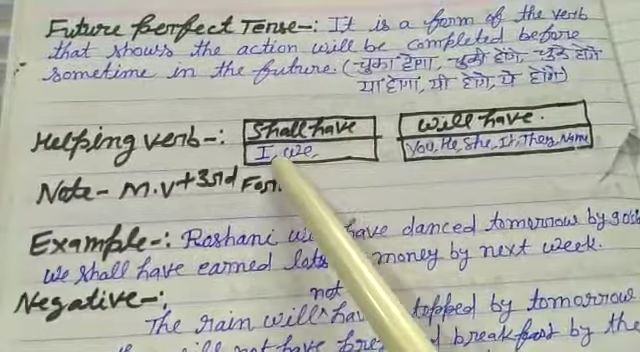 Future perfect Tense-: It is a form of the verb
that shows the action will be completed before
sometime in the future. (चुका होगा, चुकी होगी, चुके होंगे
या होगा, यी होगी, ये होंगे)
Helping verb-: Shall have will have.
I, we, You, He, She, It, They, Name
Note- M.V+3rd
Example-: Roshani have danced tomorrow by
we shall have earned money by next week.
Negative-:
not
The rain will topped by tomorrow
not have by the